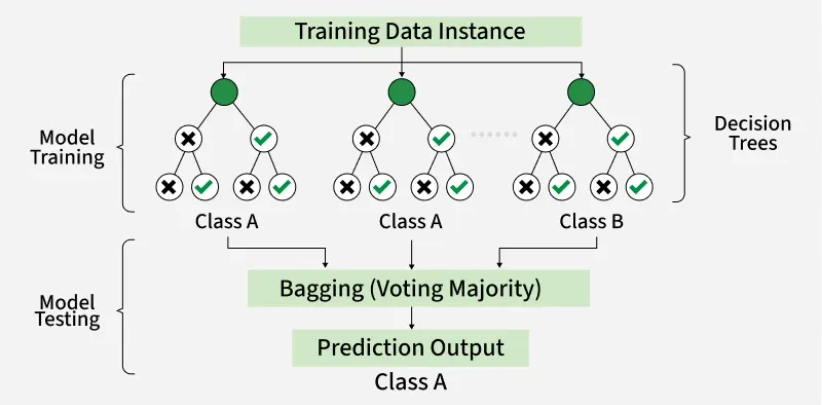 Training Data Instance
Model
Training
Decision
Trees
Class A
Class A
Class B
Bagging (Voting Majority)
Model
Testing
Prediction Output
Class A